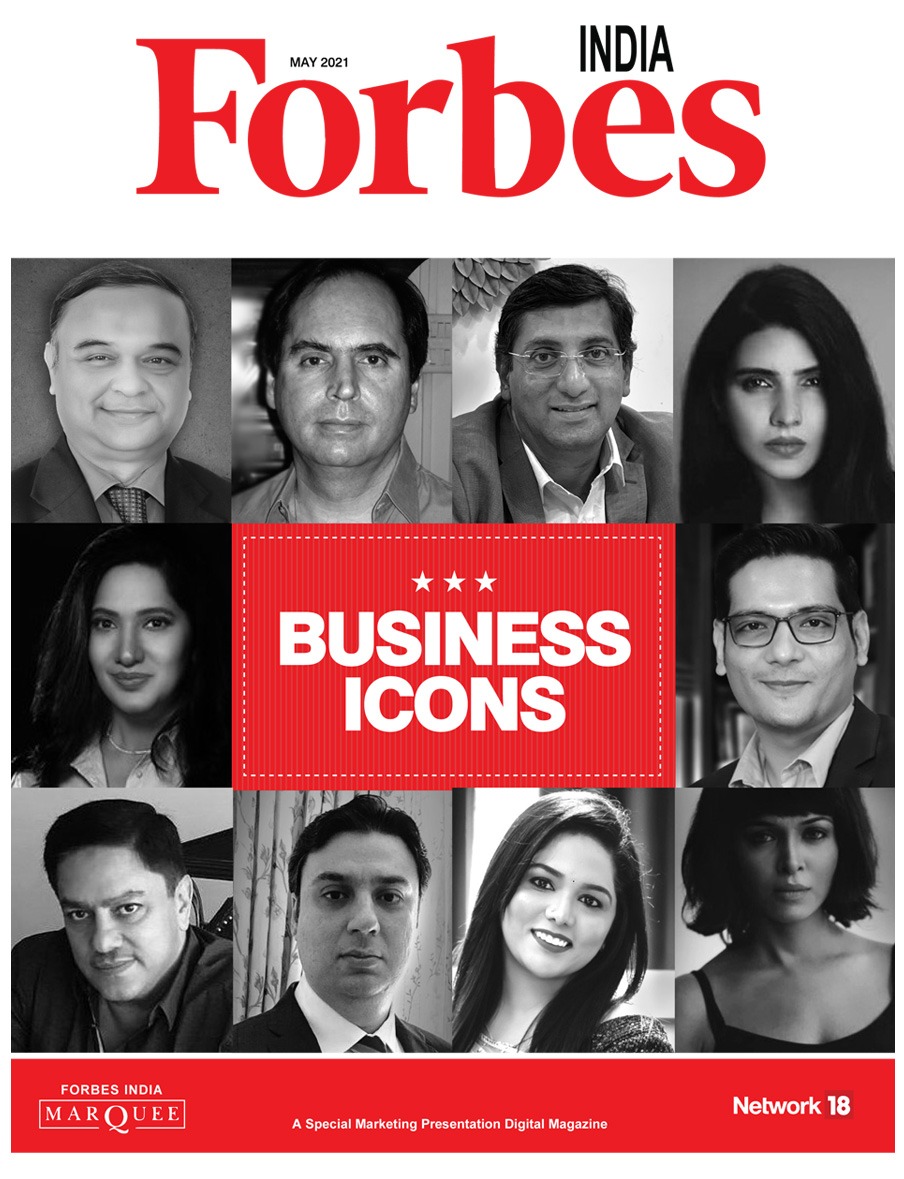 INDIA
MAY 2021
Forbes
BUSINESS
ICONS
FORBES INDIA
MARQUEE
A Special Marketing Presentation Digital Magazine
Network 18